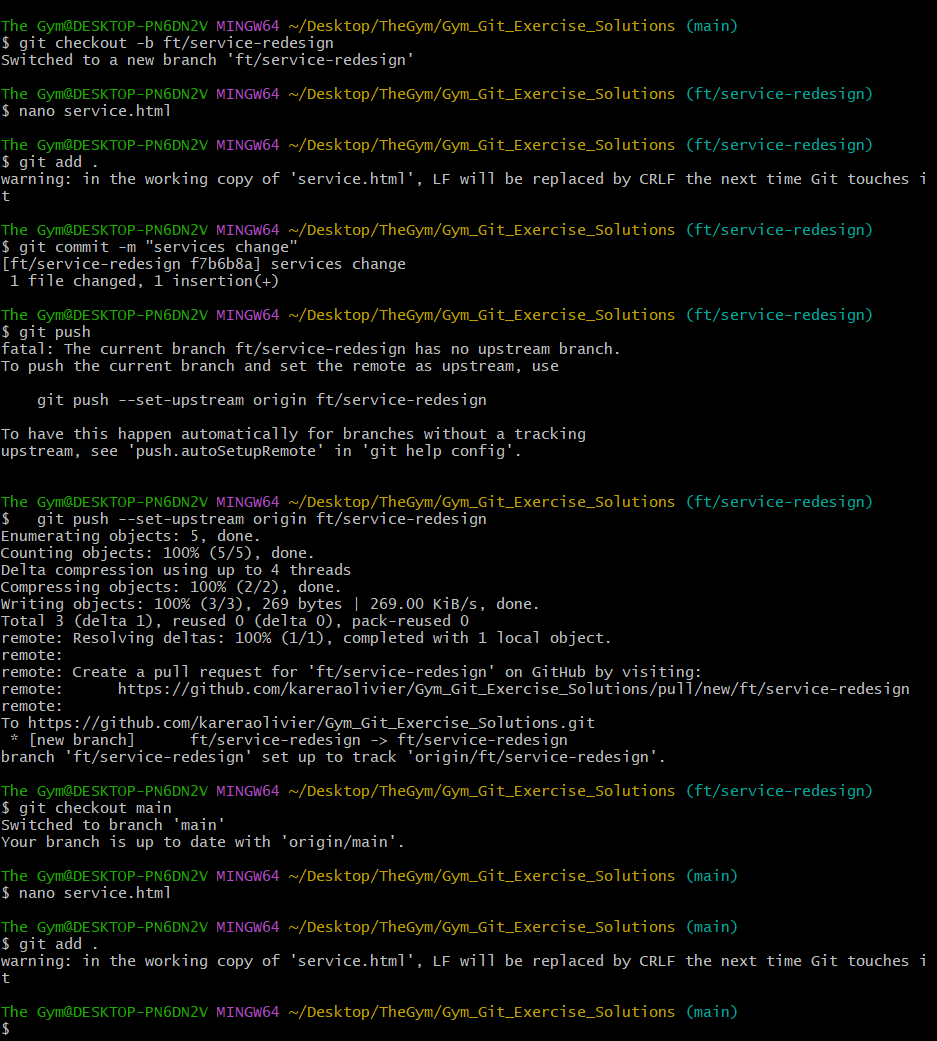 The Gym@DESKTOP-PN6DN2V MINGW64 ~/Desktop/TheGym/Gym_Git_Exercise_Solutions (main)
$ git checkout -b ft/service-redesign
Switched to a new branch 'ft/service-redesign'
The Gym@DESKTOP-PN6DN2V MINGW64 ~/Desktop/TheGym/Gym_Git_Exercise_Solutions (ft/service-redesign)
$ nano service.html
The Gym@DESKTOP-PN6DN2V MINGW64 ~/Desktop/TheGym/Gym_Git_Exercise_Solutions (ft/service-redesign)
$ git add .
warning: in the working copy of 'service.html', LF will be replaced by CRLF the next time Git touches i
t
The Gym@DESKTOP-PN6DN2V MINGW64 ~/Desktop/TheGym/Gym_Git_Exercise_Solutions (ft/service-redesign)
$ git commit -m "services change"
[ft/service-redesign f7b6b8a] services change
 1 file changed, 1 insertion(+)
The Gym@DESKTOP-PN6DN2V MINGW64 ~/Desktop/TheGym/Gym_Git_Exercise_Solutions (ft/service-redesign)
$ git push
fatal: The current branch ft/service-redesign has no upstream branch.
To push the current branch and set the remote as upstream, use
    git push --set-upstream origin ft/service-redesign
To have this happen automatically for branches without a tracking
upstream, see 'push.autoSetupRemote' in 'git help config'.
The Gym@DESKTOP-PN6DN2V MINGW64 ~/Desktop/TheGym/Gym_Git_Exercise_Solutions (ft/service-redesign)
$   git push --set-upstream origin ft/service-redesign
Enumerating objects: 5, done.
Counting objects: 100% (5/5), done.
Delta compression using up to 4 threads
Compressing objects: 100% (2/2), done.
Writing objects: 100% (3/3), 269 bytes | 269.00 KiB/s, done.
Total 3 (delta 1), reused 0 (delta 0), pack-reused 0
remote: Resolving deltas: 100% (1/1), completed with 1 local object.
remote:
remote: Create a pull request for 'ft/service-redesign' on GitHub by visiting:
remote:      https://github.com/kareraolivier/Gym_Git_Exercise_Solutions/pull/new/ft/service-redesign
remote:
To https://github.com/kareraolivier/Gym_Git_Exercise_Solutions.git
 * [new branch]      ft/service-redesign -> ft/service-redesign
branch 'ft/service-redesign' set up to track 'origin/ft/service-redesign'.
The Gym@DESKTOP-PN6DN2V MINGW64 ~/Desktop/TheGym/Gym_Git_Exercise_Solutions (ft/service-redesign)
$ git checkout main
Switched to branch 'main'
Your branch is up to date with 'origin/main'.
The Gym@DESKTOP-PN6DN2V MINGW64 ~/Desktop/TheGym/Gym_Git_Exercise_Solutions (main)
$ nano service.html
The Gym@DESKTOP-PN6DN2V MINGW64 ~/Desktop/TheGym/Gym_Git_Exercise_Solutions (main)
$ git add .
warning: in the working copy of 'service.html', LF will be replaced by CRLF the next time Git touches i
t
The Gym@DESKTOP-PN6DN2V MINGW64 ~/Desktop/TheGym/Gym_Git_Exercise_Solutions (main)
$